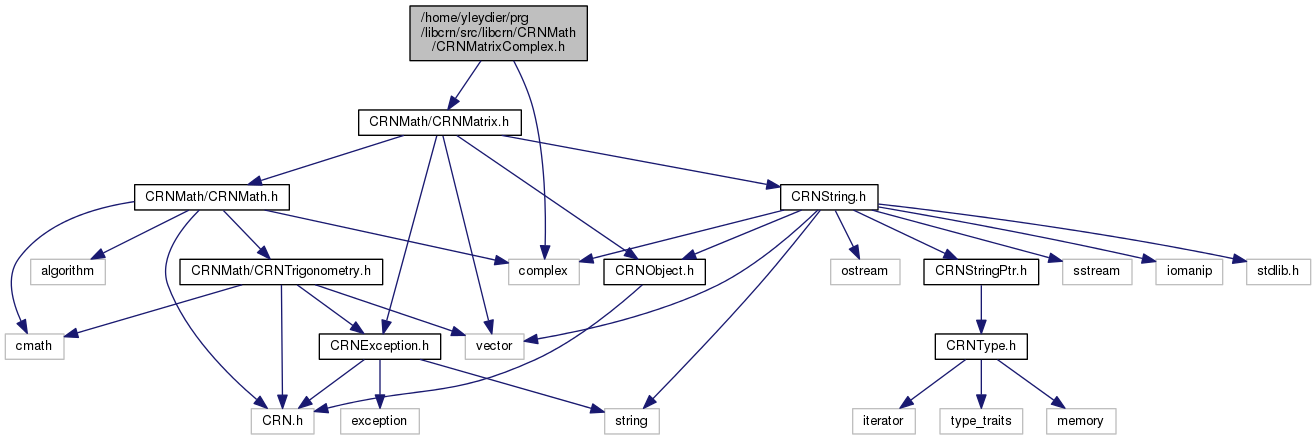 /home/yleydier/prg
/libcrn/src/libcrn/CRNMath
/CRNMatrixComplex.h
CRNMath/CRNMatrix.h
CRNMath/CRNMath.h
CRNString.h
algorithm
CRNMath/CRNTrigonometry.h
complex
CRNObject.h
ostream
CRNStringPtr.h
sstream
iomanip
stdlib.h
cmath
CRNException.h
vector
CRNType.h
CRN.h
exception
string
iterator
type_traits
memory